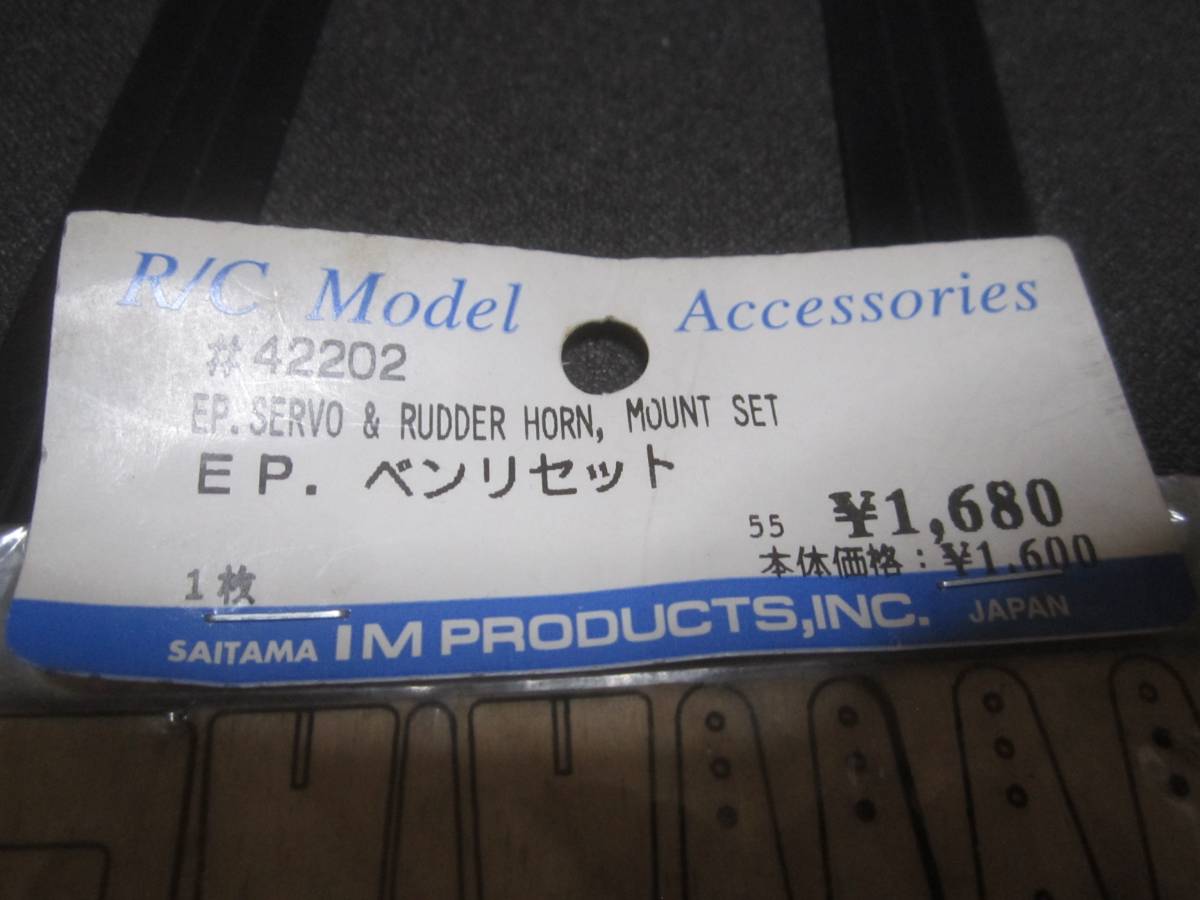 R/C Model Accessories
#42202
EP. SERVO & RUDDER HORN, MOUNT SET
EP. ベンリセット
55 ¥1,680
本体価格:¥1,600
1枚
SAITAMA IM PRODUCTS,INC. JAPAN